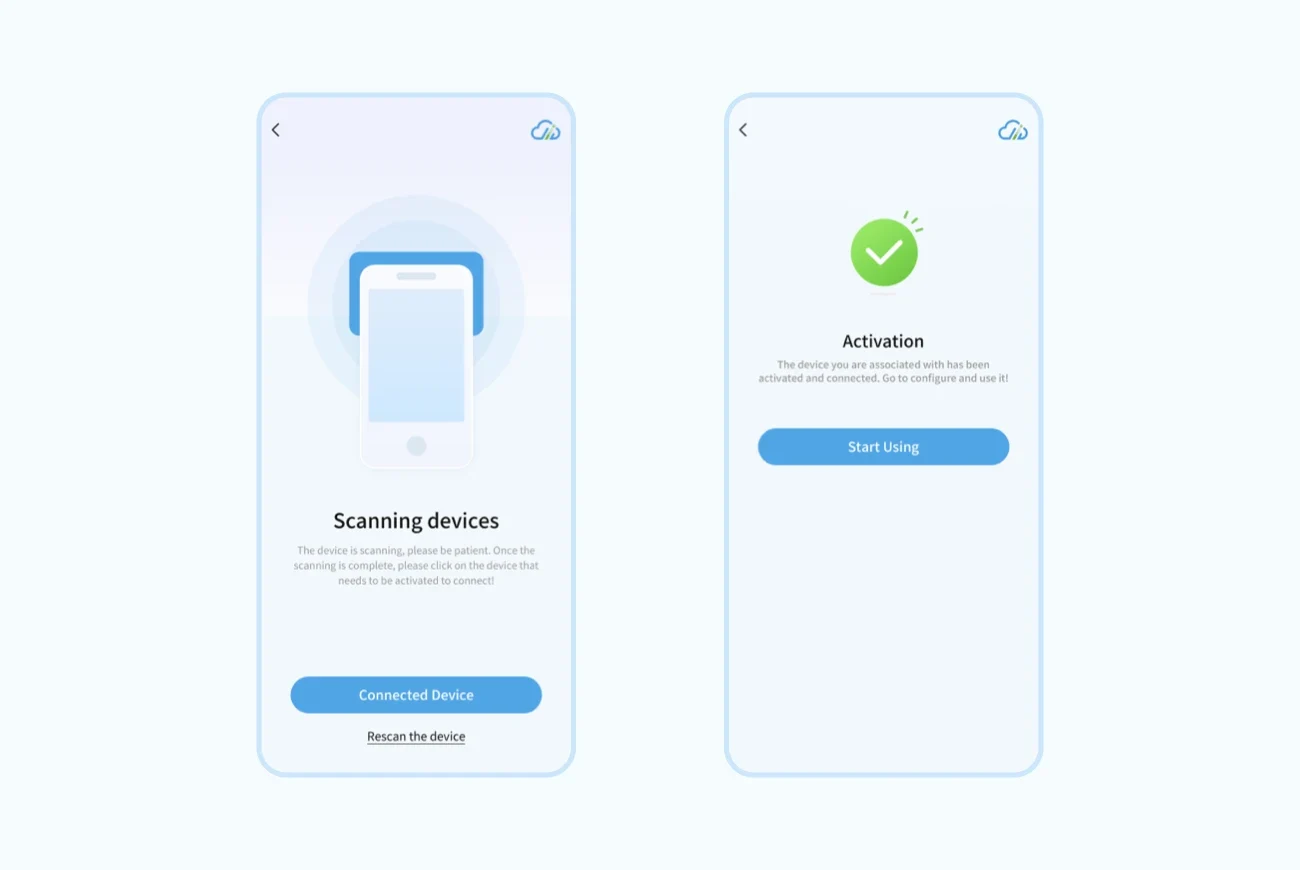 Scanning devices
The device is scanning, please be patient. Once the
scanning is complete, please click on the device that
needs to be activated to connect!
Connected Device
Rescan the device
Activation
The device you are associated with has been
activated and connected. Go to configure and use it!
Start Using